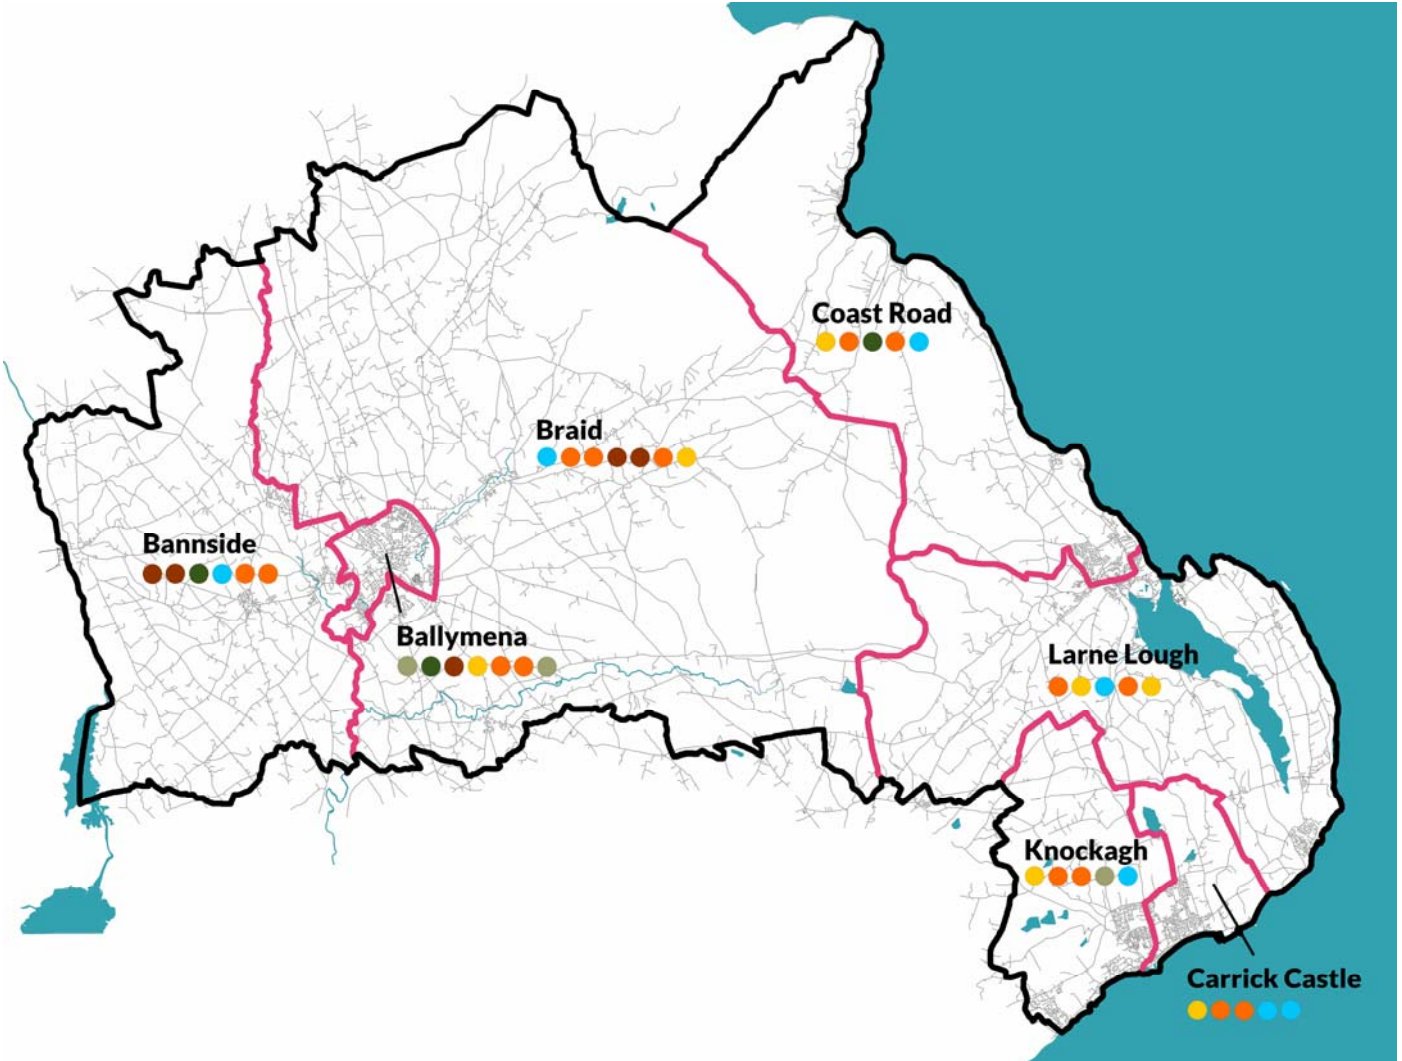 Coast Road
Braid
Bannside
Ballymena
Larne Lough
Knockagh
Carrick Castle